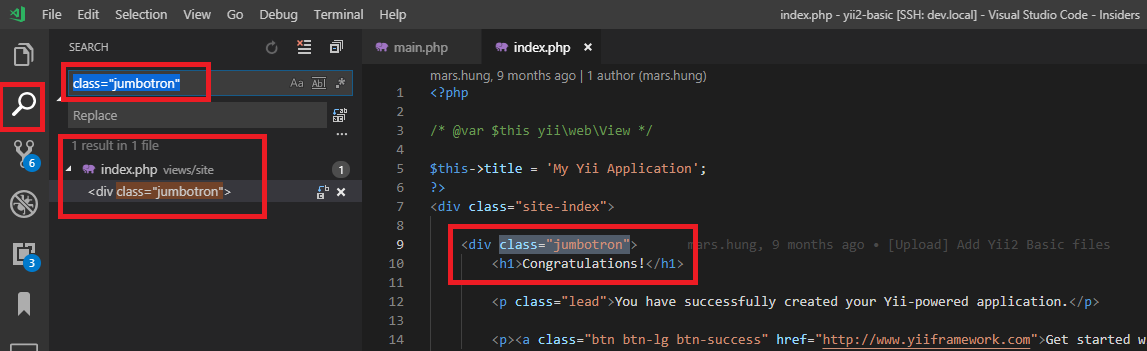 File Edit Selection View Go Debug Terminal Help index.php - yii2-basic [SSH: dev.local] - Visual Studio Code - Insiders
SEARCH
class="jumbotron" Aa Abl .*
Replace
...
1 result in 1 file
index.php views/site 1
<div class="jumbotron">
6
3
main.php index.php
mars.hung, 9 months ago | 1 author (mars.hung)
1 <?php
2
3 /* @var $this yii\web\View */
4
5 $this->title = 'My Yii Application';
6 ?>
7 <div class="site-index">
8
9 <div class="jumbotron"> mars.hung, 9 months ago • [Upload] Add Yii2 Basic files
10 <h1>Congratulations!</h1>
11
12 <p class="lead">You have successfully created your Yii-powered application.</p>
13
14 <p><a class="btn btn-lg btn-success" href="http://www.yiiframework.com">Get started w